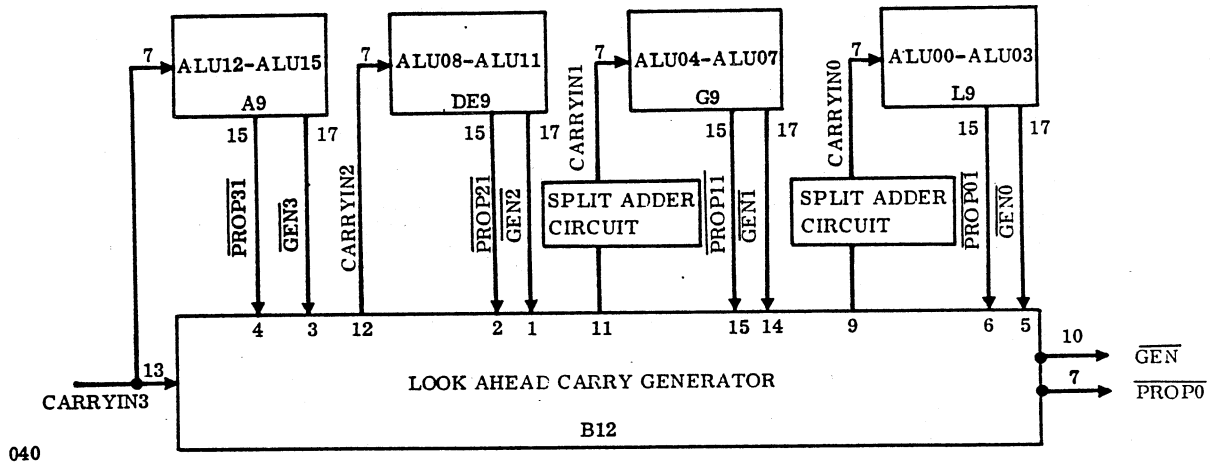 7
ALU12-ALU15
A9
15
17
PROP31
GEN3
7
ALU08-ALU11
DE9
15
17
CARRYIN2
PROP21
GEN2
7
ALU04-ALU07
G9
15
17
CARRYIN1
SPLIT ADDER
CIRCUIT
PROP11
GEN1
7
ALU00-ALU03
L9
15
17
CARRYIN0
SPLIT ADDER
CIRCUIT
PROP01
GEN0
4 3 12 2 1 11 15 14 9 6 5
13
CARRYIN3
LOOK AHEAD CARRY GENERATOR
B12
10
GEN
7
PROP0
040